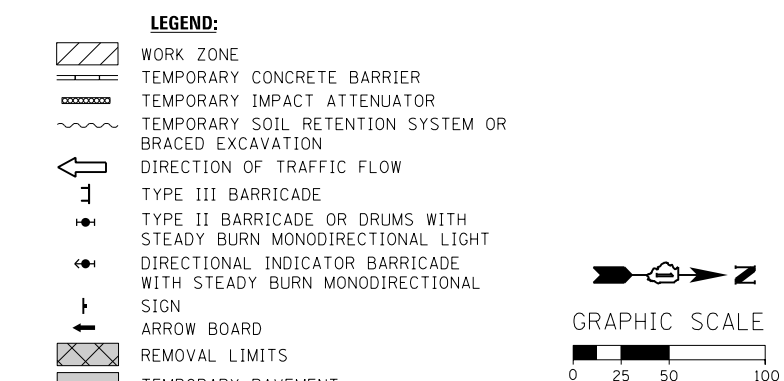 LEGEND:
WORK ZONE
TEMPORARY CONCRETE BARRIER
TEMPORARY IMPACT ATTENUATOR
TEMPORARY SOIL RETENTION SYSTEM OR
BRACED EXCAVATION
DIRECTION OF TRAFFIC FLOW
TYPE III BARRICADE
TYPE II BARRICADE OR DRUMS WITH
STEADY BURN MONODIRECTIONAL LIGHT
DIRECTIONAL INDICATOR BARRICADE
WITH STEADY BURN MONODIRECTIONAL
SIGN
ARROW BOARD
REMOVAL LIMITS
TEMPORARY PAVEMENT
Z
GRAPHIC SCALE
0 25 50 100